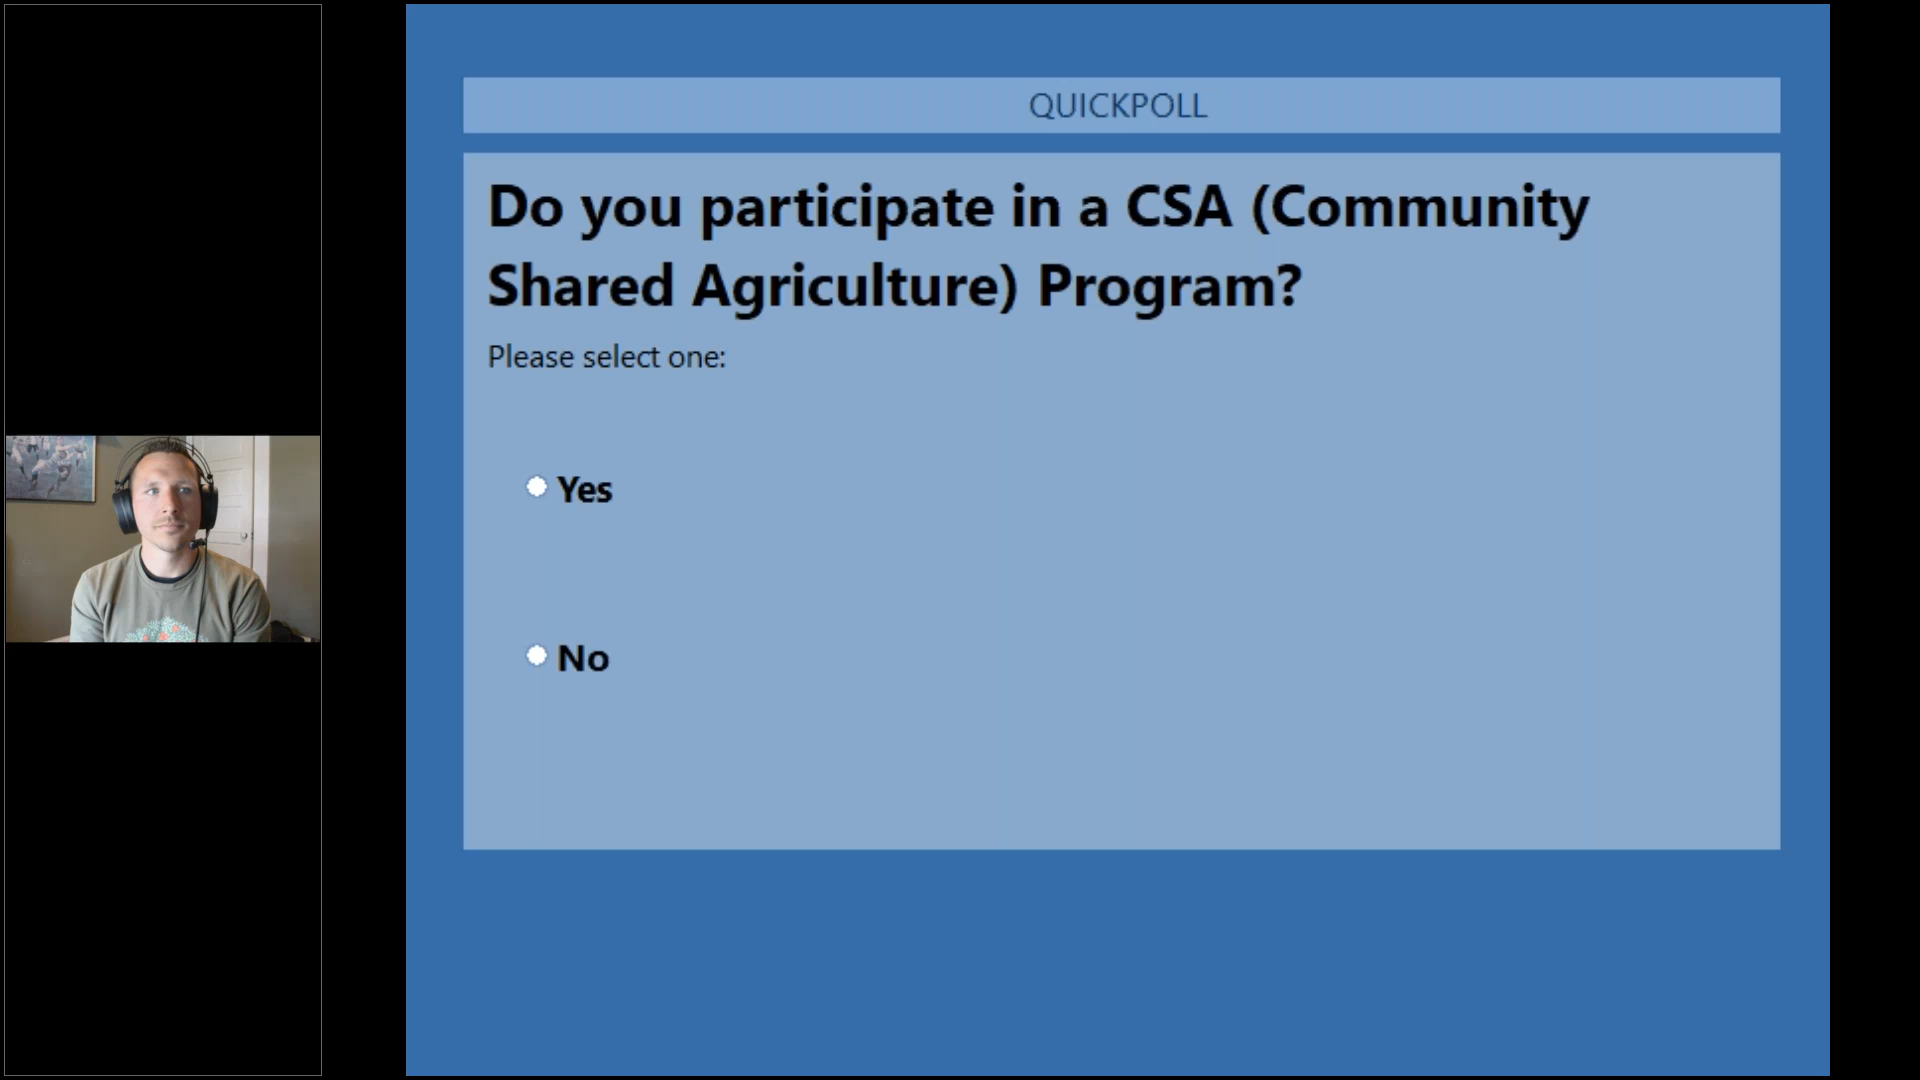 QUICKPOLL
Do you participate in a CSA (Community
Shared Agriculture) Program?
Please select one:
Yes
No